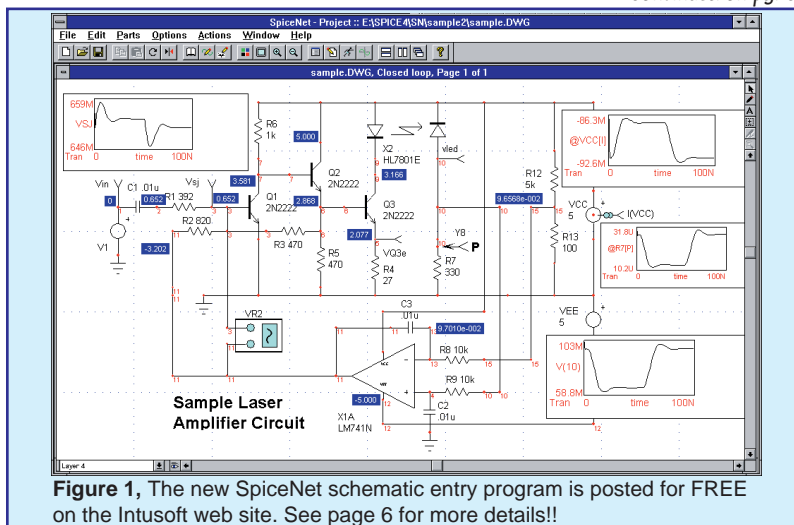 SpiceNet - Project :: E:\SPICE4\SN\sample2\sample.DWG
File Edit Parts Options Actions Window Help
sample.DWG, Closed loop, Page 1 of 1
659M
VSJ
646M
Tran 0 time 100N
R6
1k
5.000
X2
HL7801E
3.166
vled
-86.3M
@VCC[I]
-92.6M
Tran 0 time 100N
Vin
C1 .01u
Vsj
3.581
Q1
2N2222
Q2
2N2222
2.868
Q3
2N2222
R12
5k
9.6568e-002
VCC
5
I(VCC)
0
0.652
R1 392
0.652
R2 820
V1
-3.202
R3 470
R5
470
2.077
VQ3e
R4
27
Y8
P
R7
330
R13
100
31.8U
@R7[P]
10.2U
Tran 0 time 100N
VR2
C3
.01u
9.7010e-002
R8 10k
R9 10k
VEE
5
103M
V(10)
58.8M
Tran 0 time 100N
VCC
-5.000
X1A
LM741N
C2
.01u
Sample Laser
Amplifier Circuit
Layer 4
Figure 1, The new SpiceNet schematic entry program is posted for FREE
on the Intusoft web site. See page 6 for more details!!